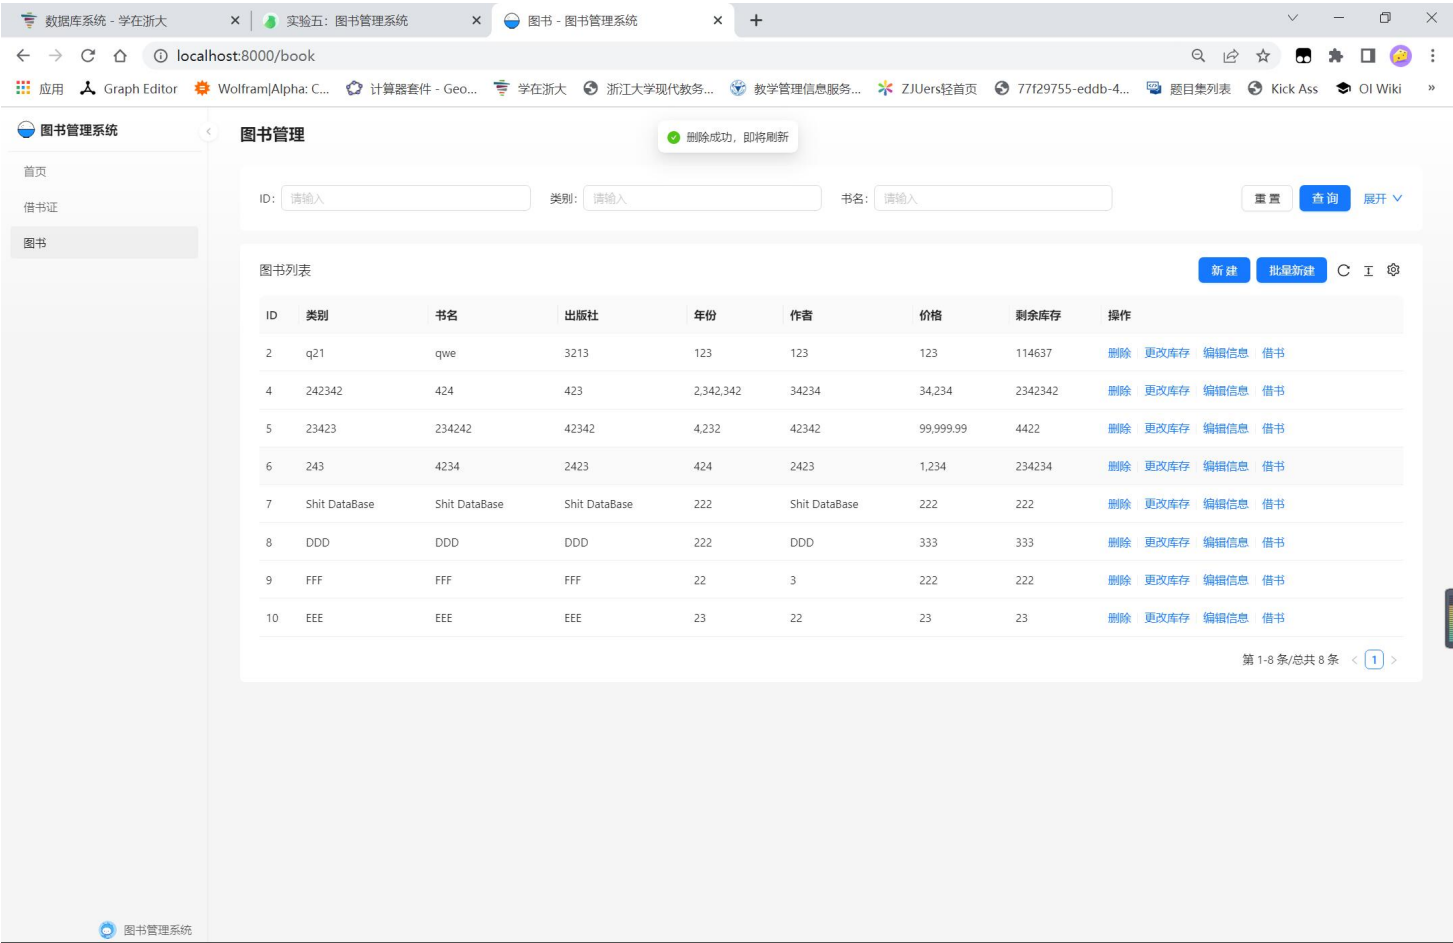 数据库系统 - 学在浙大 实验五：图书管理系统 图书 - 图书管理系统
localhost:8000/book
应用 Graph Editor Wolfram|Alpha: C... 计算器套件 - Geo... 学在浙大 浙江大学现代教务... 教学管理信息服务... ZJUers轻首页 77f29755-eddb-4... 题目集列表 Kick Ass OI Wiki »
图书管理系统
首页
借书证
图书
图书管理
删除成功，即将刷新
ID: 请输入 类别: 请输入 书名: 请输入 重置 查询 展开
图书列表 新建 批量新建
ID 类别 书名 出版社 年份 作者 价格 剩余库存 操作
2 q21 qwe 3213 123 123 123 114637 删除 更改库存 编辑信息 借书
4 242342 424 423 2,342,342 34234 34,234 2342342 删除 更改库存 编辑信息 借书
5 23423 234242 42342 4,232 42342 99,999.99 4422 删除 更改库存 编辑信息 借书
6 243 4234 2423 424 2423 1,234 234234 删除 更改库存 编辑信息 借书
7 Shit DataBase Shit DataBase Shit DataBase 222 Shit DataBase 222 222 删除 更改库存 编辑信息 借书
8 DDD DDD DDD 222 DDD 333 333 删除 更改库存 编辑信息 借书
9 FFF FFF FFF 22 3 222 222 删除 更改库存 编辑信息 借书
10 EEE EEE EEE 23 22 23 23 删除 更改库存 编辑信息 借书
第 1-8 条/总共 8 条 < 1 >
图书管理系统